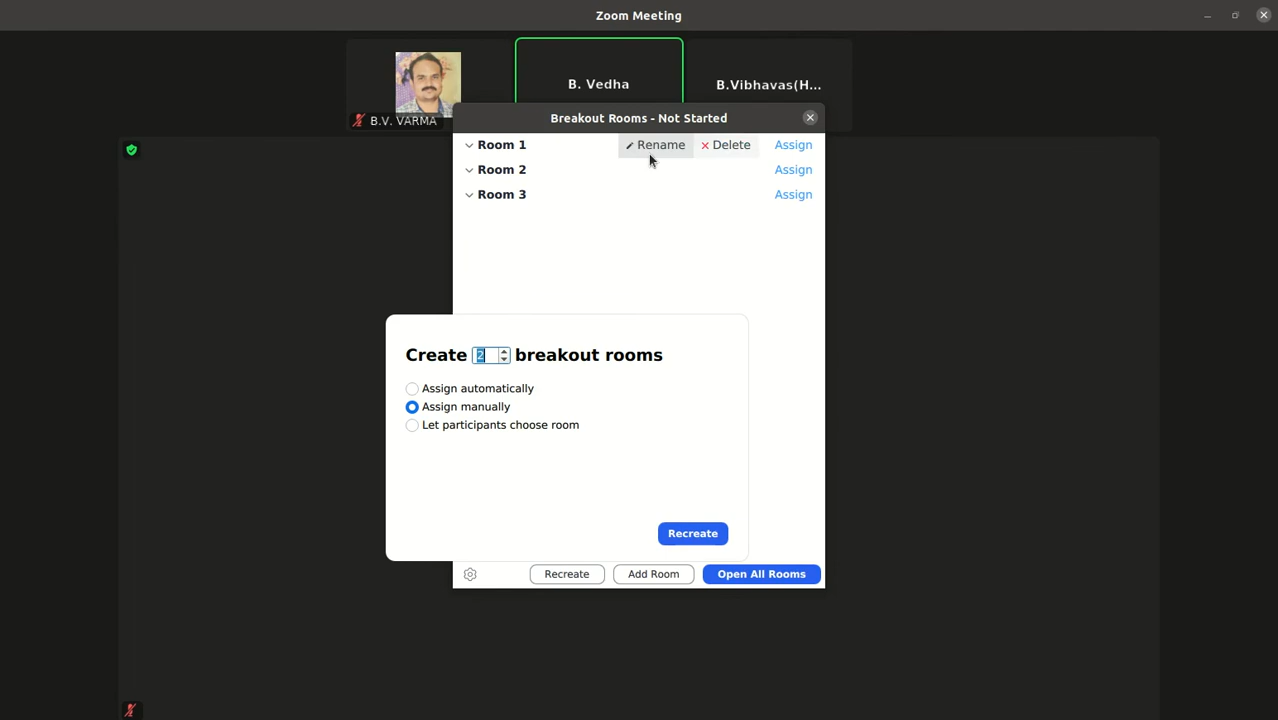 Zoom Meeting
B.V. VARMA
B. Vedha
B.Vibhavas(H...
Breakout Rooms - Not Started
Room 1 Rename Delete Assign
Room 2 Assign
Room 3 Assign
Create 2 breakout rooms
Assign automatically
Assign manually
Let participants choose room
Recreate
Recreate Add Room Open All Rooms